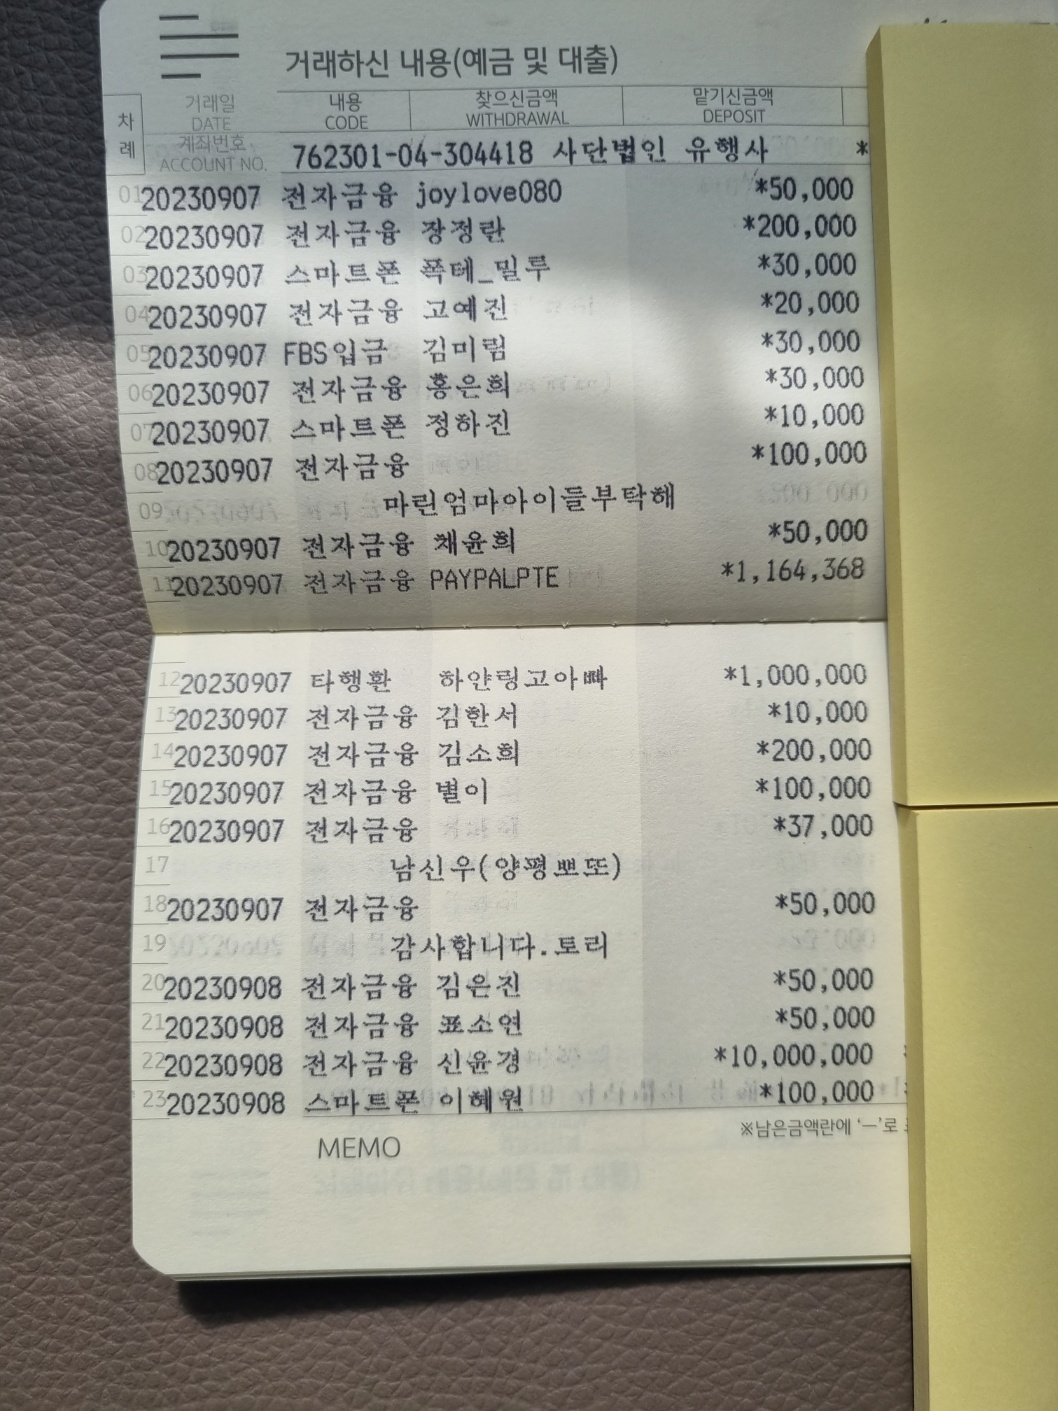 거래하신 내용(예금 및 대출)
차례 거래일 DATE 내용 CODE 찾으신금액 WITHDRAWAL 맡기신금액 DEPOSIT
계좌번호 ACCOUNT NO. 762301-04-304418 사단법인 유행사 *
01 20230907 전자금융 joylove080 *50,000
02 20230907 전자금융 장정란 *200,000
03 20230907 스마트폰 폭테_밀루 *30,000
04 20230907 전자금융 고예진 *20,000
05 20230907 FBS입금 김미림 *30,000
06 20230907 전자금융 홍은희 *30,000
07 20230907 스마트폰 정하진 *10,000
08 20230907 전자금융 *100,000
09 마린엄마아이들부탁해
10 20230907 전자금융 채윤희 *50,000
11 20230907 전자금융 PAYPALPTE *1,164,368
12 20230907 타행환 하얀링고아빠 *1,000,000
13 20230907 전자금융 김한서 *10,000
14 20230907 전자금융 김소희 *200,000
15 20230907 전자금융 별이 *100,000
16 20230907 전자금융 *37,000
17 남신우(양평뽀또)
18 20230907 전자금융 *50,000
19 감사합니다.토리
20 20230908 전자금융 김은진 *50,000
21 20230908 전자금융 표소연 *50,000
22 20230908 전자금융 신윤경 *10,000,000
23 20230908 스마트폰 이혜원 *100,000
※남은금액란에 '—'로
MEMO